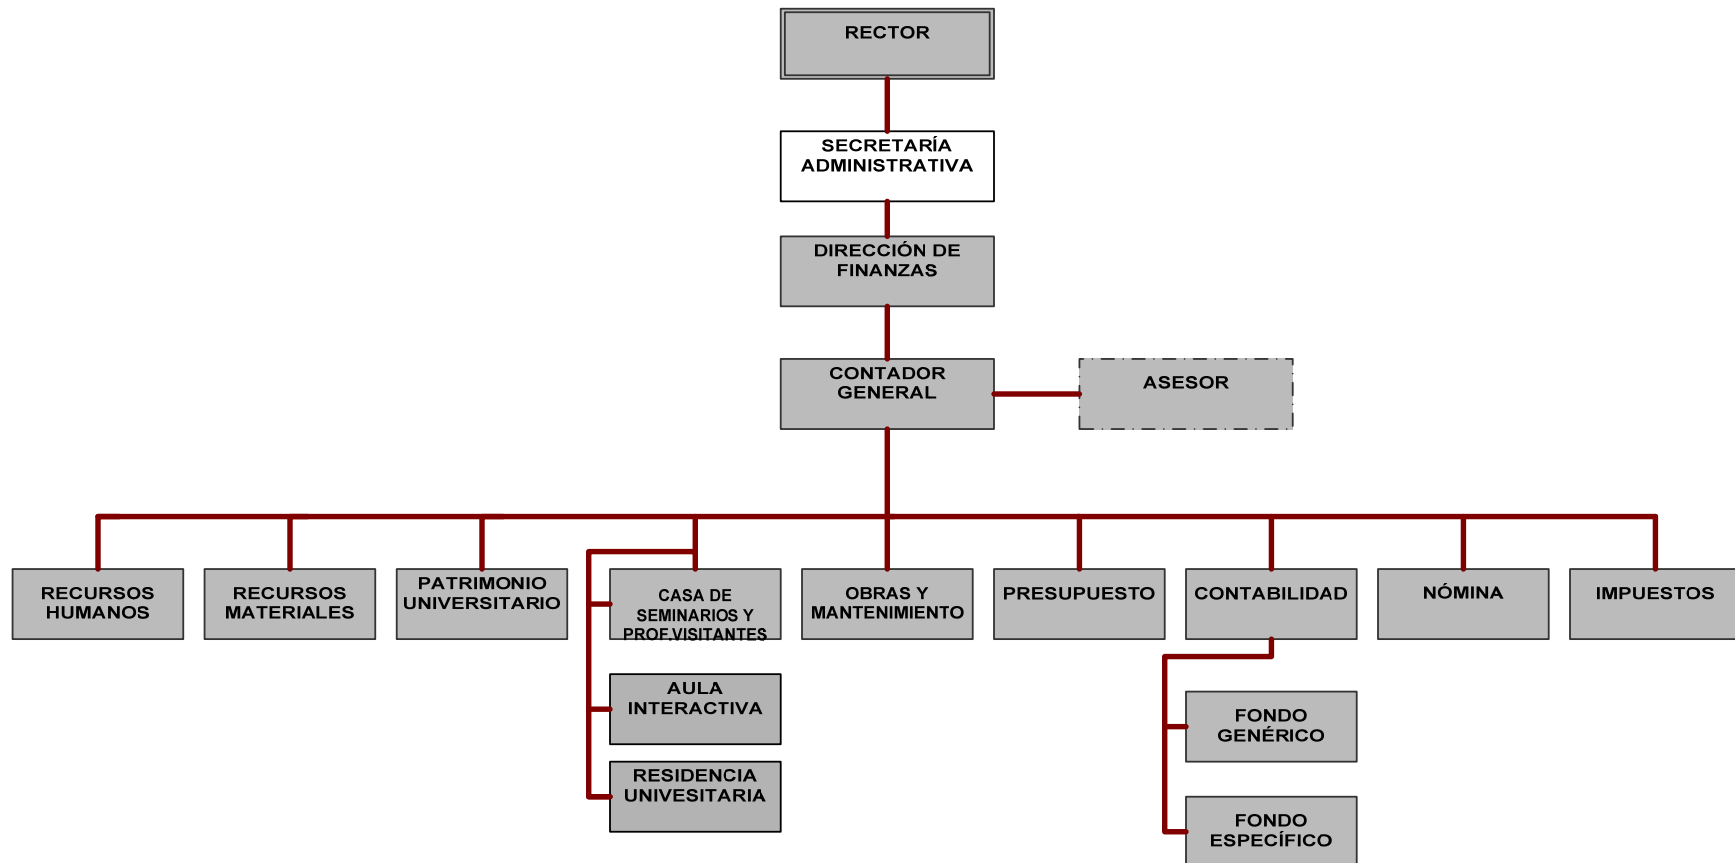 RECTOR
SECRETARÍA
ADMINISTRATIVA
DIRECCIÓN DE
FINANZAS
CONTADOR
GENERAL
ASESOR
RECURSOS
HUMANOS
RECURSOS
MATERIALES
PATRIMONIO
UNIVERSITARIO
CASA DE
SEMINARIOS Y
PROF.VISITANTES
OBRAS Y
MANTENIMIENTO
PRESUPUESTO
CONTABILIDAD
NÓMINA
IMPUESTOS
AULA
INTERACTIVA
RESIDENCIA
UNIVESITARIA
FONDO
GENÉRICO
FONDO
ESPECÍFICO